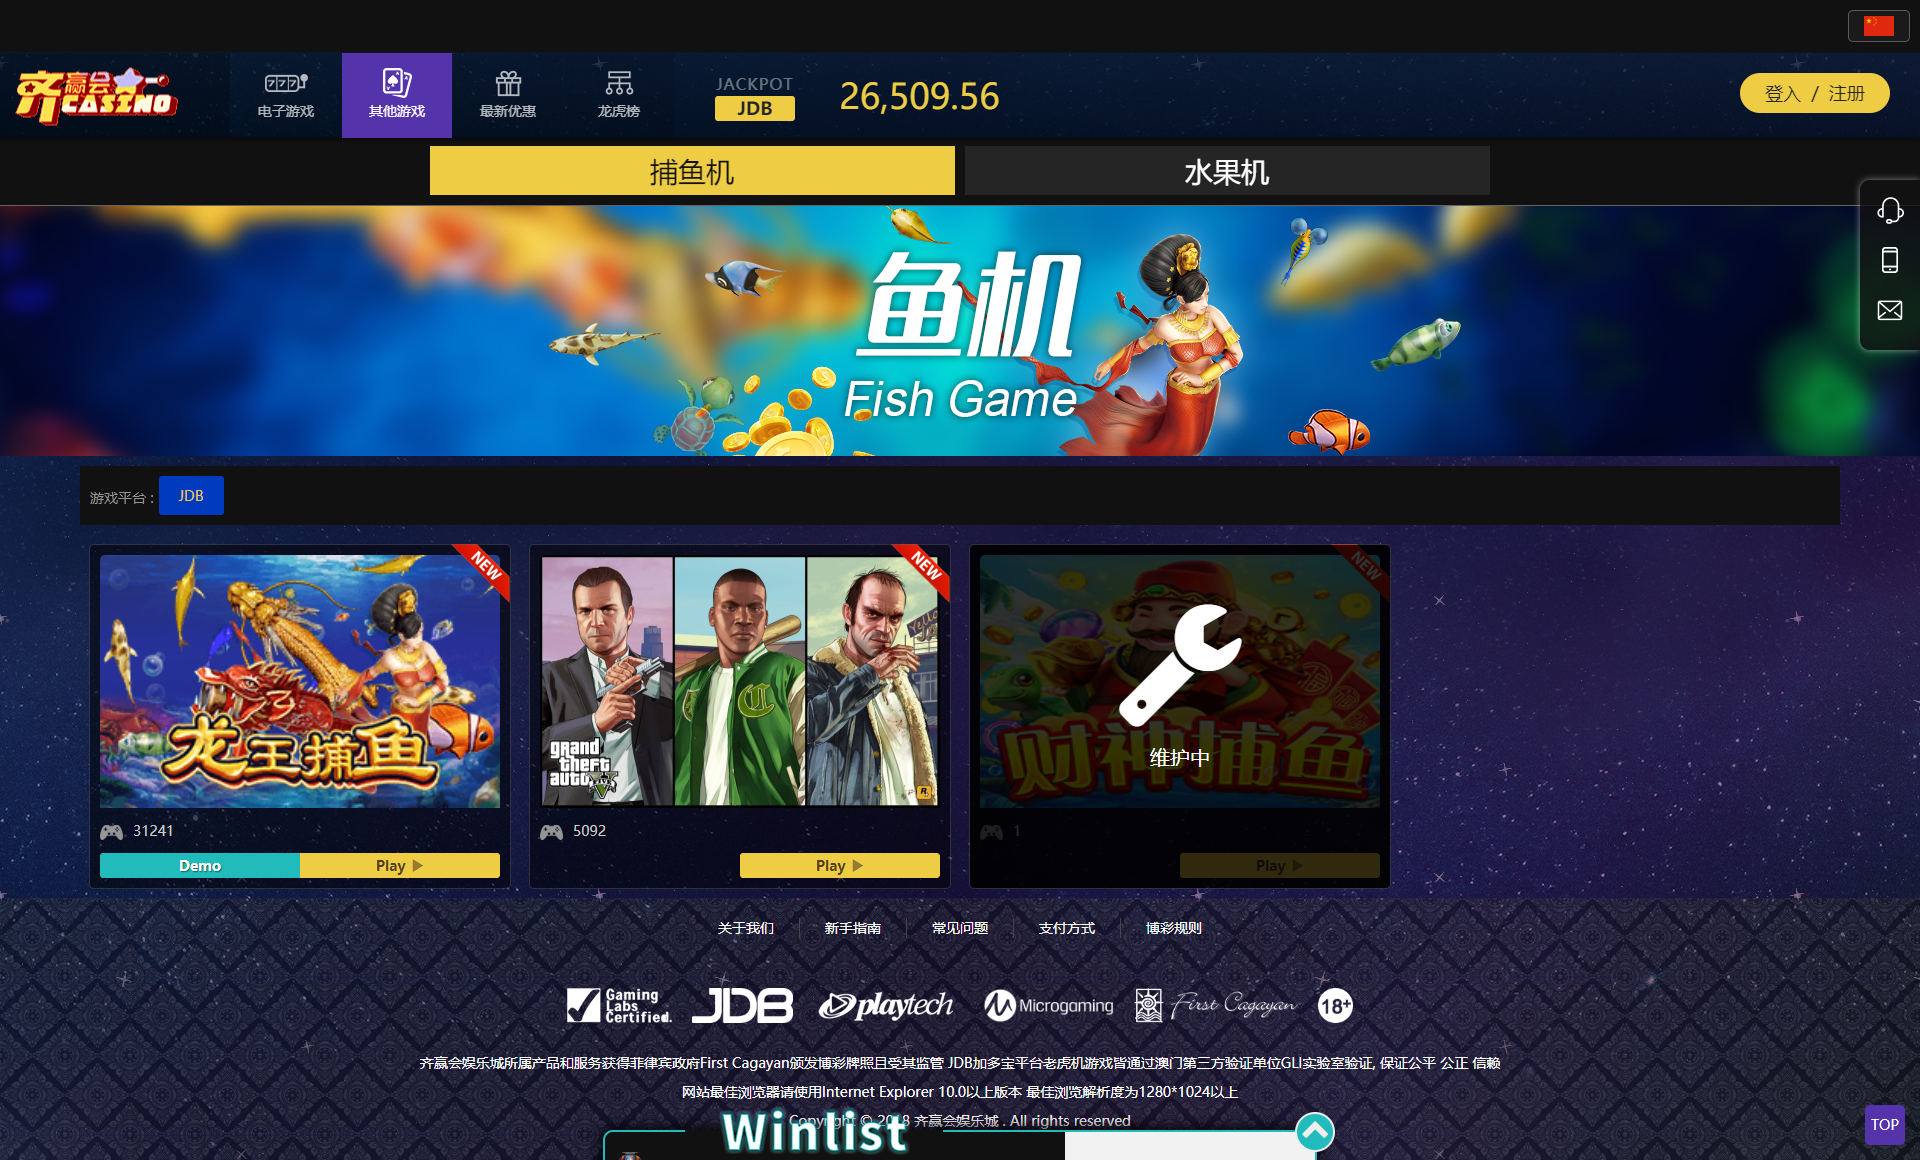 齐赢会
CASINO
777
电子游戏
其他游戏
最新优惠
龙虎榜
JACKPOT
JDB
26,509.56
登入 / 注册
捕鱼机
水果机
鱼机
Fish Game
游戏平台 :
JDB
NEW
龙王捕鱼
31241
Demo
Play
NEW
grand
theft
auto
V
R
5092
Play
NEW
财神捕鱼
维护中
1
Play
关于我们
新手指南
常见问题
支付方式
博彩规则
Gaming
Labs
Certified.
JDB
playtech
Microgaming
First Cagayan
18+
齐赢会娱乐城所属产品和服务获得菲律宾政府First Cagayan颁发博彩牌照且受其监管 JDB加多宝平台老虎机游戏皆通过澳门第三方验证单位GLI实验室验证, 保证公平 公正 信赖
网站最佳浏览器请使用Internet Explorer 10.0以上版本 最佳浏览解析度为1280*1024以上
Copyright © 2018 齐赢会娱乐城 . All rights reserved
Winlist
TOP